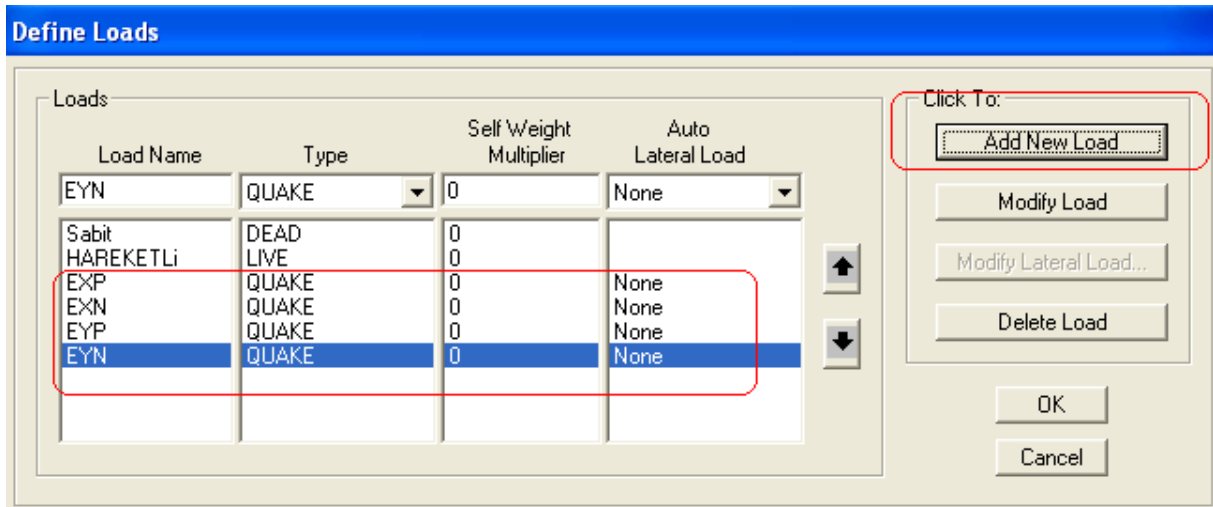 Define Loads
Loads
Click To:
Load Name Type Self Weight Multiplier Auto Lateral Load
Add New Load
EYN QUAKE 0 None
Modify Load
Sabit DEAD 0
HAREKETLi LIVE 0
Modify Lateral Load...
EXP QUAKE 0 None
EXN QUAKE 0 None
EYP QUAKE 0 None
Delete Load
EYN QUAKE 0 None
OK
Cancel